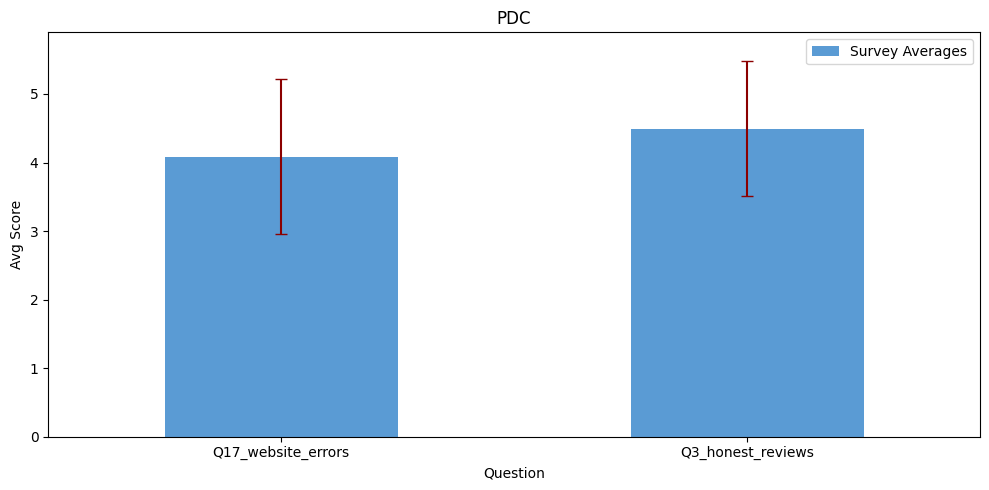 PDC
Survey Averages
5
4
3
2
1
0
Avg Score
Q17_website_errors
Q3_honest_reviews
Question